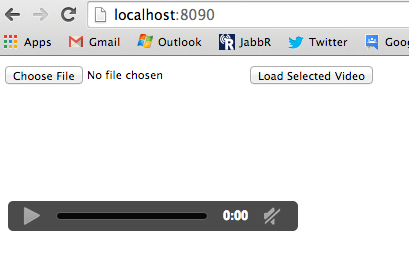 localhost:8090
Apps Gmail Outlook JabbR Twitter Goog
Choose File No file chosen Load Selected Video
0:00